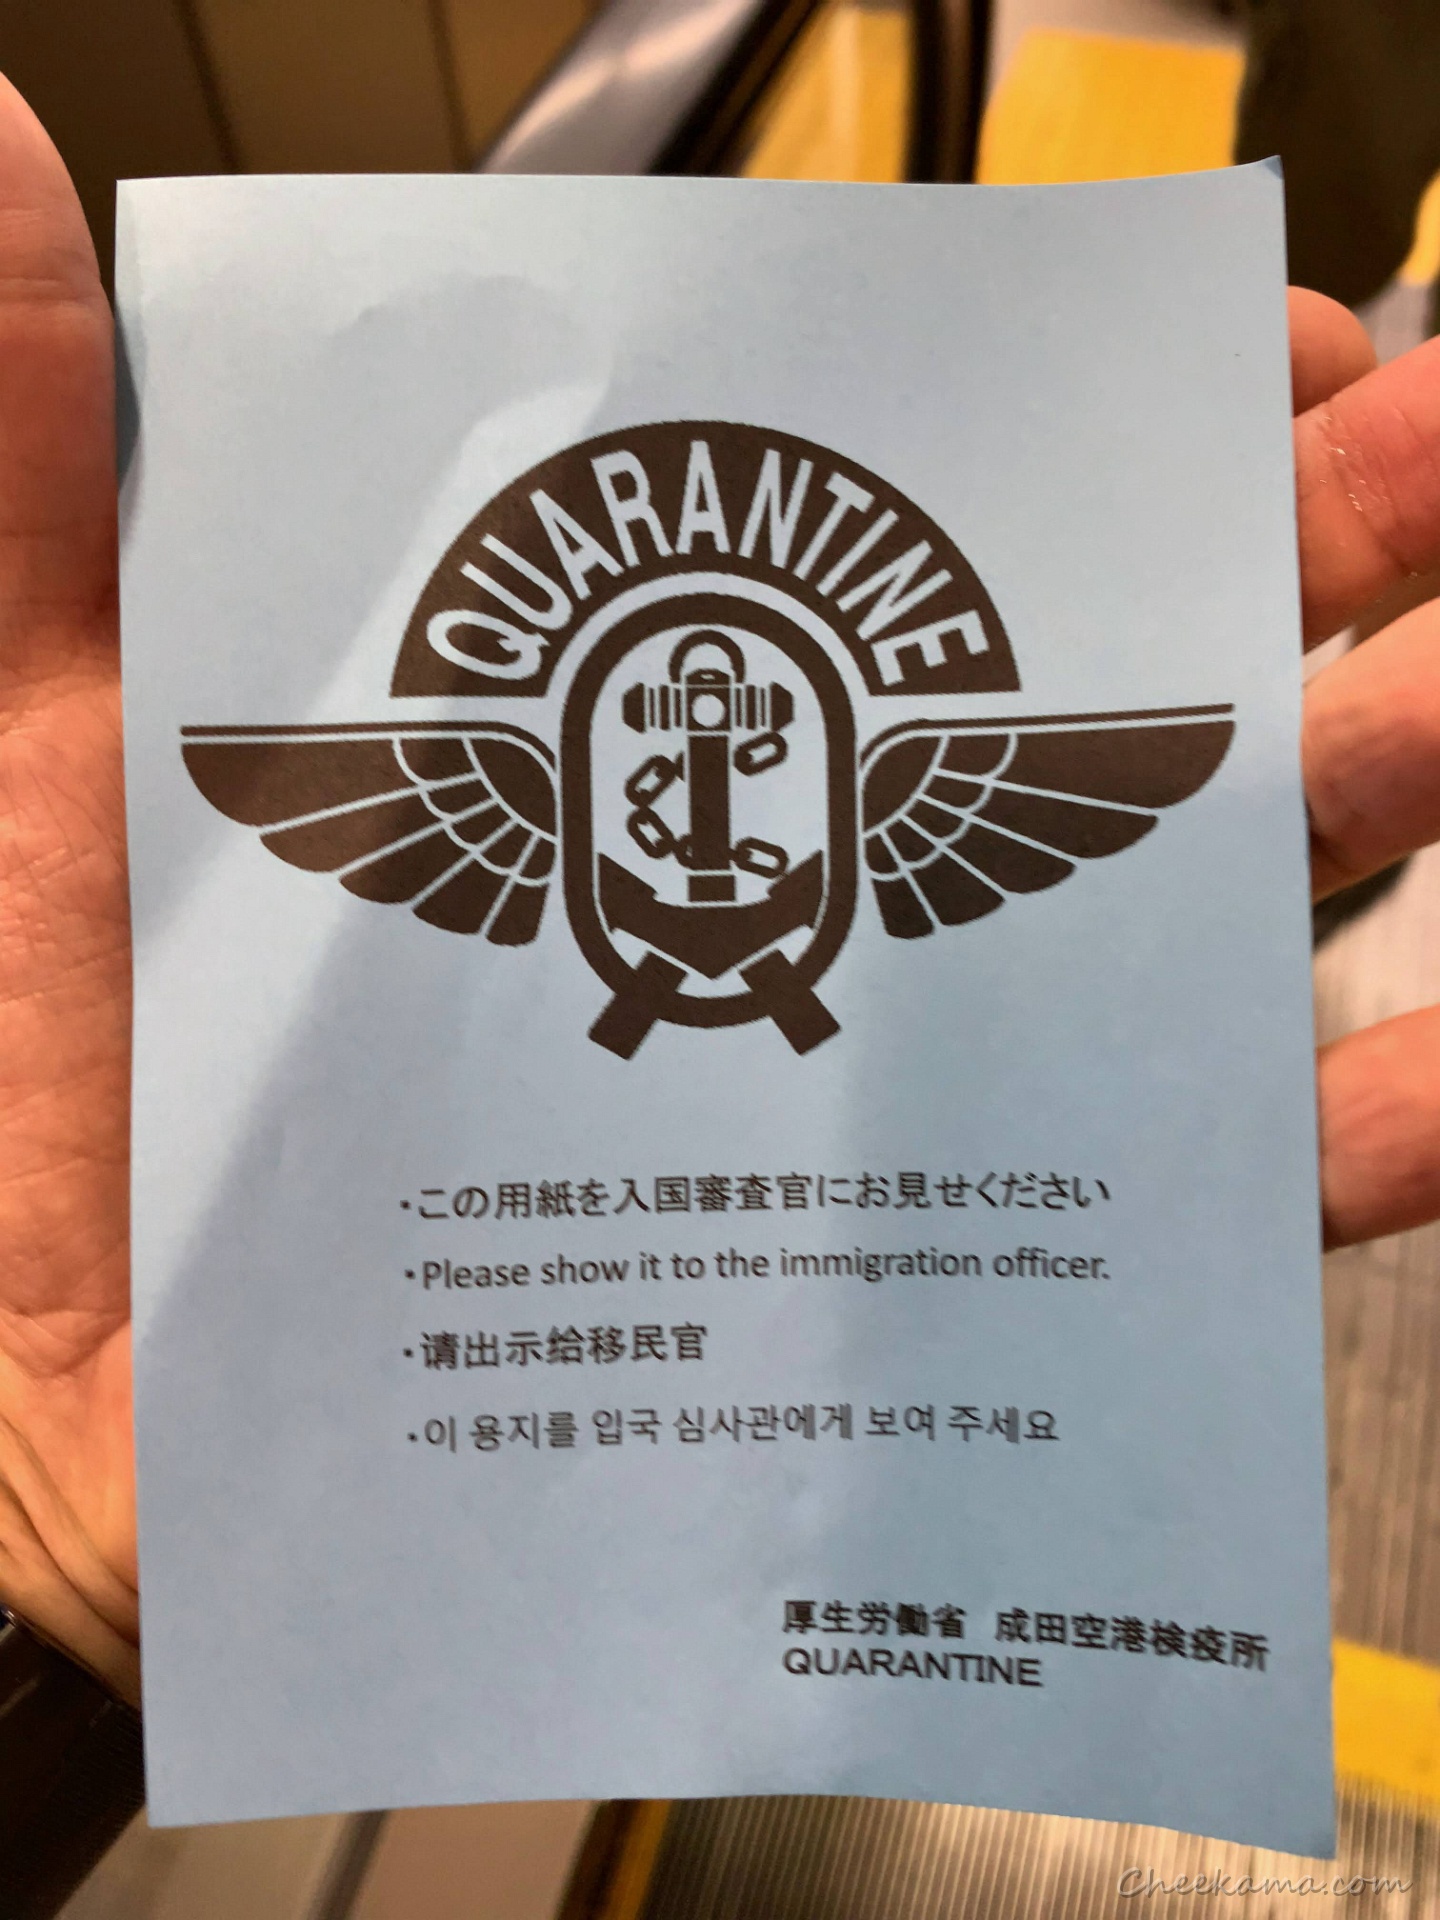 QUARANTINE
・この用紙を入国審査官にお見せください
・Please show it to the immigration officer.
・请出示给移民官
・이 용지를 입국 심사관에게 보여 주세요
厚生労働省 成田空港検疫所
QUARANTINE
Cheekama.com